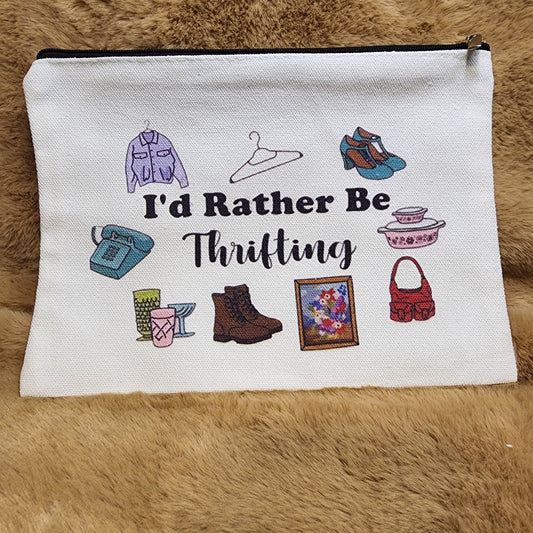 I'd Rather Be
Thrifting